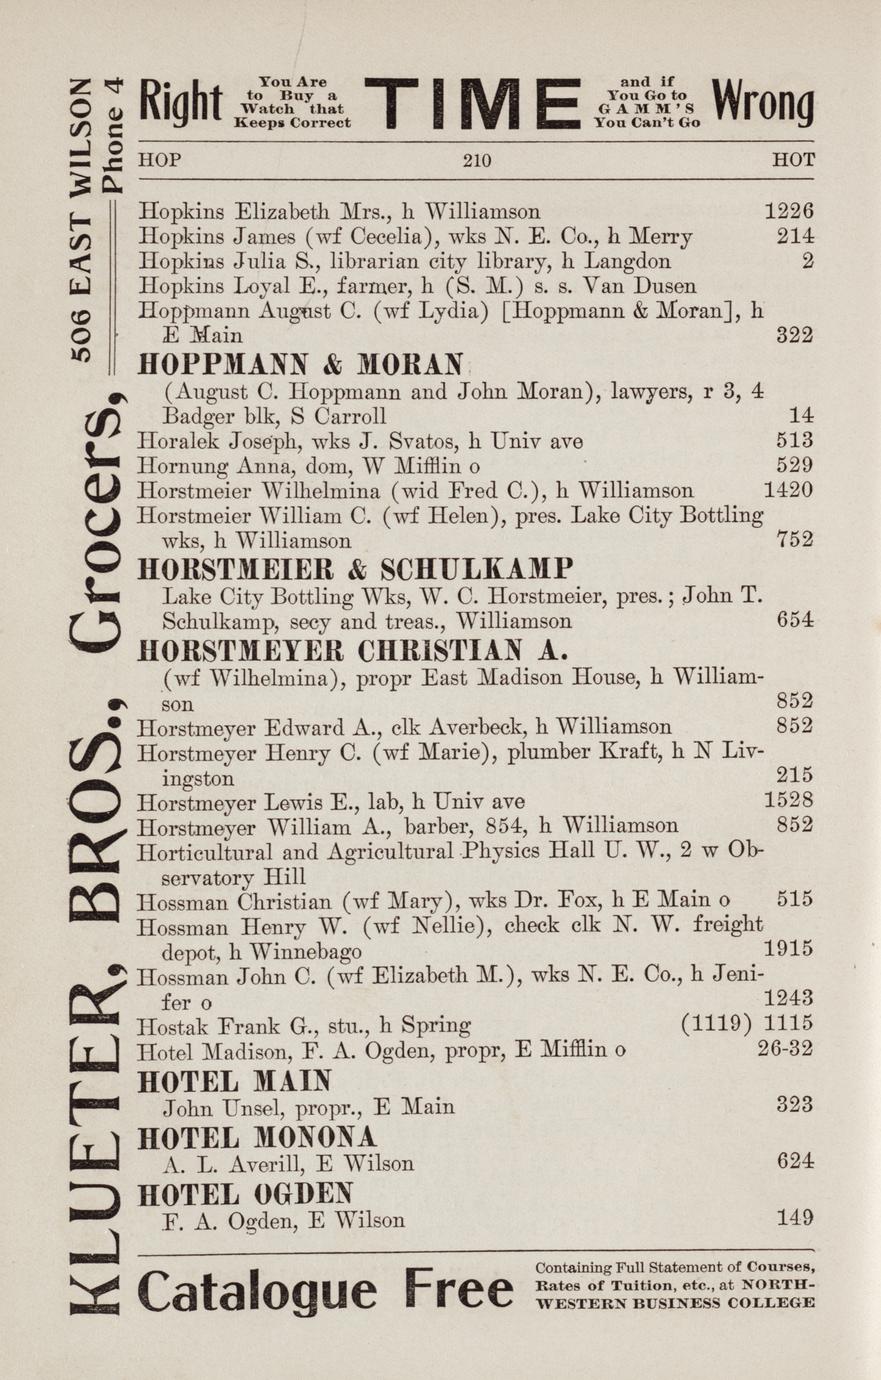 Right You Are to Buy a Watch that Keeps Correct TIME and if You Go to GAMM'S You Can't Go Wrong
HOP 210 HOT
Hopkins Elizabeth Mrs., h Williamson 1226
Hopkins James (wf Cecelia), wks N. E. Co., h Merry 214
Hopkins Julia S., librarian city library, h Langdon 2
Hopkins Loyal E., farmer, h (S. M.) s. s. Van Dusen
Hoppmann August C. (wf Lydia) [Hoppmann & Moran], h
E Main 322
HOPPMANN & MORAN
(August C. Hoppmann and John Moran), lawyers, r 3, 4
Badger blk, S Carroll 14
Horalek Joseph, wks J. Svatos, h Univ ave 513
Hornung Anna, dom, W Mifflin o 529
Horstmeier Wilhelmina (wid Fred C.), h Williamson 1420
Horstmeier William C. (wf Helen), pres. Lake City Bottling
wks, h Williamson 752
HORSTMEIER & SCHULKAMP
Lake City Bottling Wks, W. C. Horstmeier, pres.; John T.
Schulkamp, secy and treas., Williamson 654
HORSTMEYER CHRISTIAN A.
(wf Wilhelmina), propr East Madison House, h William-
son 852
Horstmeyer Edward A., clk Averbeck, h Williamson 852
Horstmeyer Henry C. (wf Marie), plumber Kraft, h N Liv-
ingston 215
Horstmeyer Lewis E., lab, h Univ ave 1528
Horstmeyer William A., barber, 854, h Williamson 852
Horticultural and Agricultural Physics Hall U. W., 2 w Ob-
servatory Hill
Hossman Christian (wf Mary), wks Dr. Fox, h E Main o 515
Hossman Henry W. (wf Nellie), check clk N. W. freight
depot, h Winnebago 1915
Hossman John C. (wf Elizabeth M.), wks N. E. Co., h Jeni-
fer o 1243
Hostak Frank G., stu., h Spring (1119) 1115
Hotel Madison, F. A. Ogden, propr, E Mifflin o 26-32
HOTEL MAIN
John Unsel, propr., E Main 323
HOTEL MONONA
A. L. Averill, E Wilson 624
HOTEL OGDEN
F. A. Ogden, E Wilson 149
Catalogue Free Containing Full Statement of Courses,
Rates of Tuition, etc., at NORTH-
WESTERN BUSINESS COLLEGE
KLUETER, BROS., Grocers, 506 EAST WILSON
Phone 4